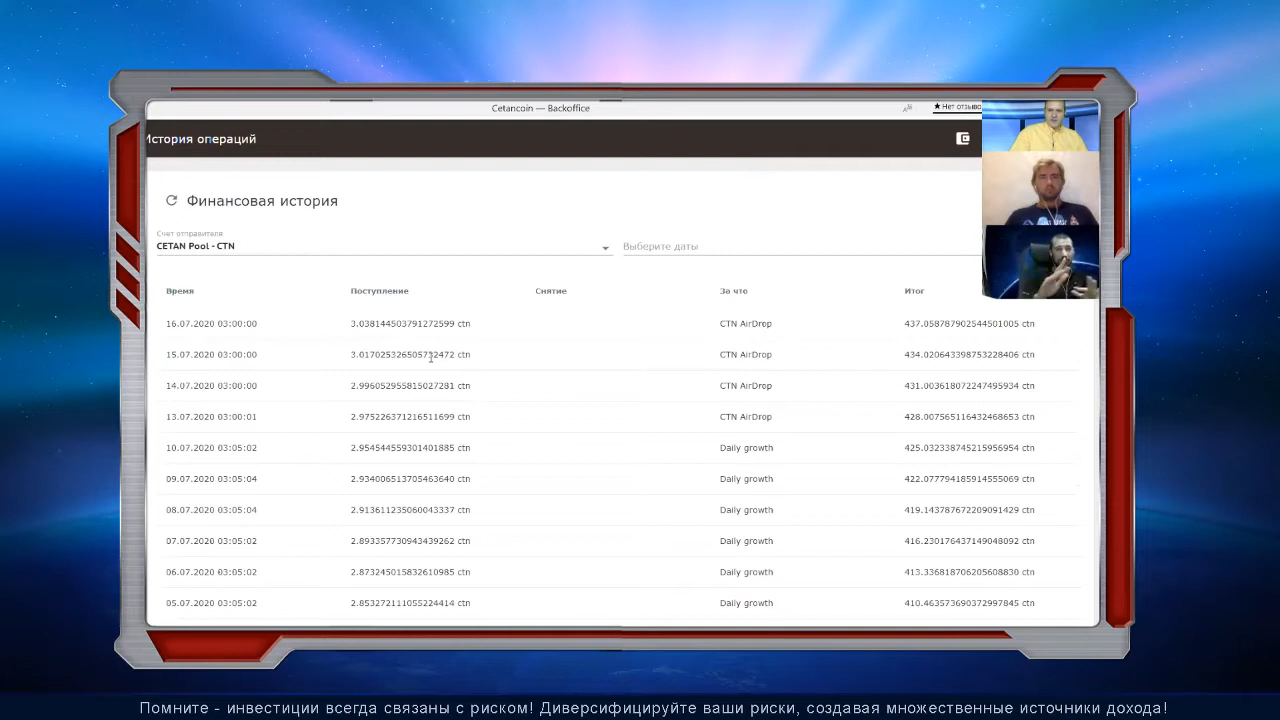 Cetancoin — Backoffice
Нет отзыво
История операций
Финансовая история
Счет отправителя
CETAN Pool - CTN
Выберите даты
Время Поступление Снятие За что Итог
16.07.2020 03:00:00 3.038144503791272599 ctn CTN AirDrop 437.058787902544501005 ctn
15.07.2020 03:00:00 3.017025326505732472 ctn CTN AirDrop 434.020643398753228406 ctn
14.07.2020 03:00:00 2.996052955815027281 ctn CTN AirDrop 431.003618072247495934 ctn
13.07.2020 03:00:01 2.975226371216511699 ctn CTN AirDrop 428.007565116432468653 ctn
10.07.2020 03:05:02 2.954544559301401885 ctn Daily growth 425.032338745215956954 ctn
09.07.2020 03:05:04 2.934006513705463640 ctn Daily growth 422.077794185914555069 ctn
08.07.2020 03:05:04 2.913611235060043337 ctn Daily growth 419.143787672209091429 ctn
07.07.2020 03:05:02 2.893357730943439262 ctn Daily growth 416.230176437149048092 ctn
06.07.2020 03:05:02 2.873245015832610985 ctn Daily growth 413.336818706205608830 ctn
05.07.2020 03:05:02 2.853272111055224414 ctn Daily growth 410.463573690372997845 ctn
Помните - инвестиции всегда связаны с риском! Диверсифицируйте ваши риски, создавая множественные источники дохода!